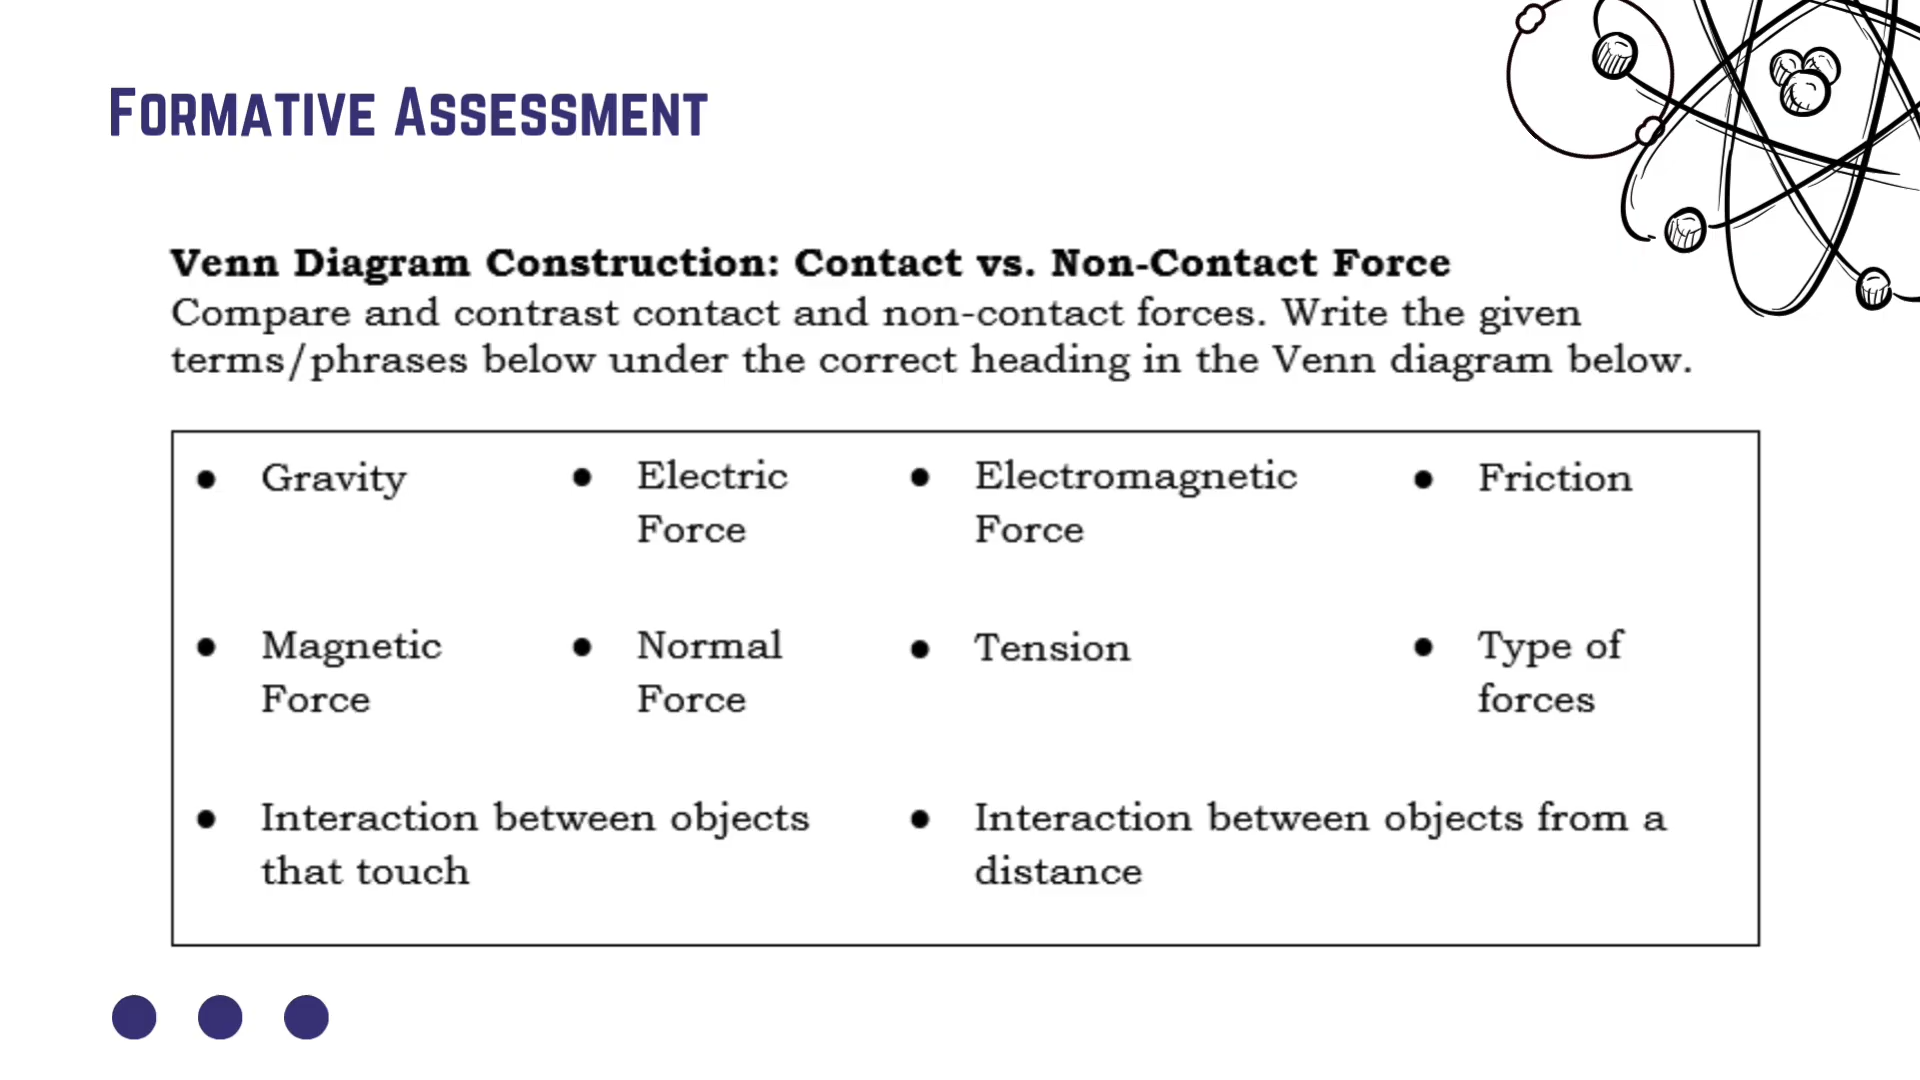 Formative Assessment
Venn Diagram Construction: Contact vs. Non-Contact Force
Compare and contrast contact and non-contact forces. Write the given
terms/phrases below under the correct heading in the Venn diagram below.
● Gravity
● Electric
Force
● Electromagnetic
Force
● Friction
● Magnetic
Force
● Normal
Force
● Tension
● Type of
forces
● Interaction between objects
that touch
● Interaction between objects from a
distance